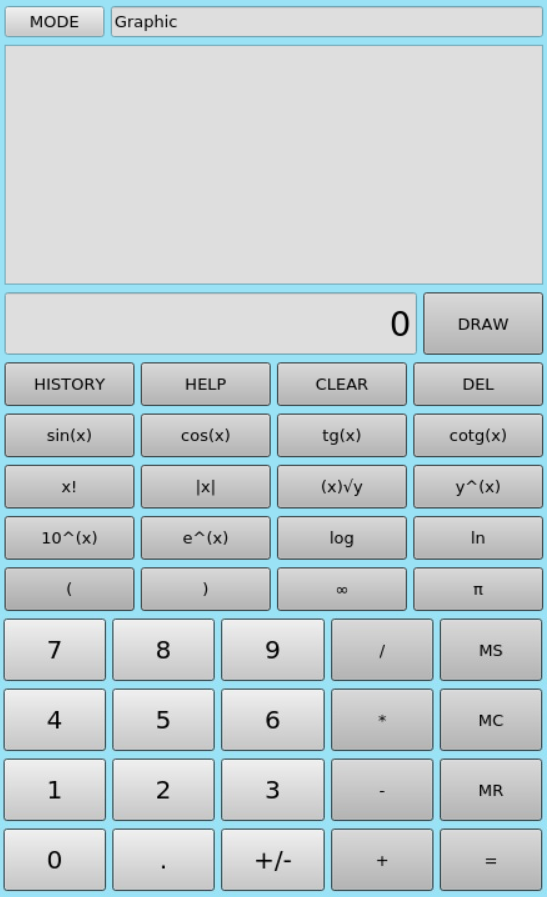 MODE Graphic
0 DRAW
HISTORY HELP CLEAR DEL
sin(x) cos(x) tg(x) cotg(x)
x! |x| (x)√y y^(x)
10^(x) e^(x) log ln
( ) ∞ π
7 8 9 / MS
4 5 6 * MC
1 2 3 - MR
0 . +/- + =